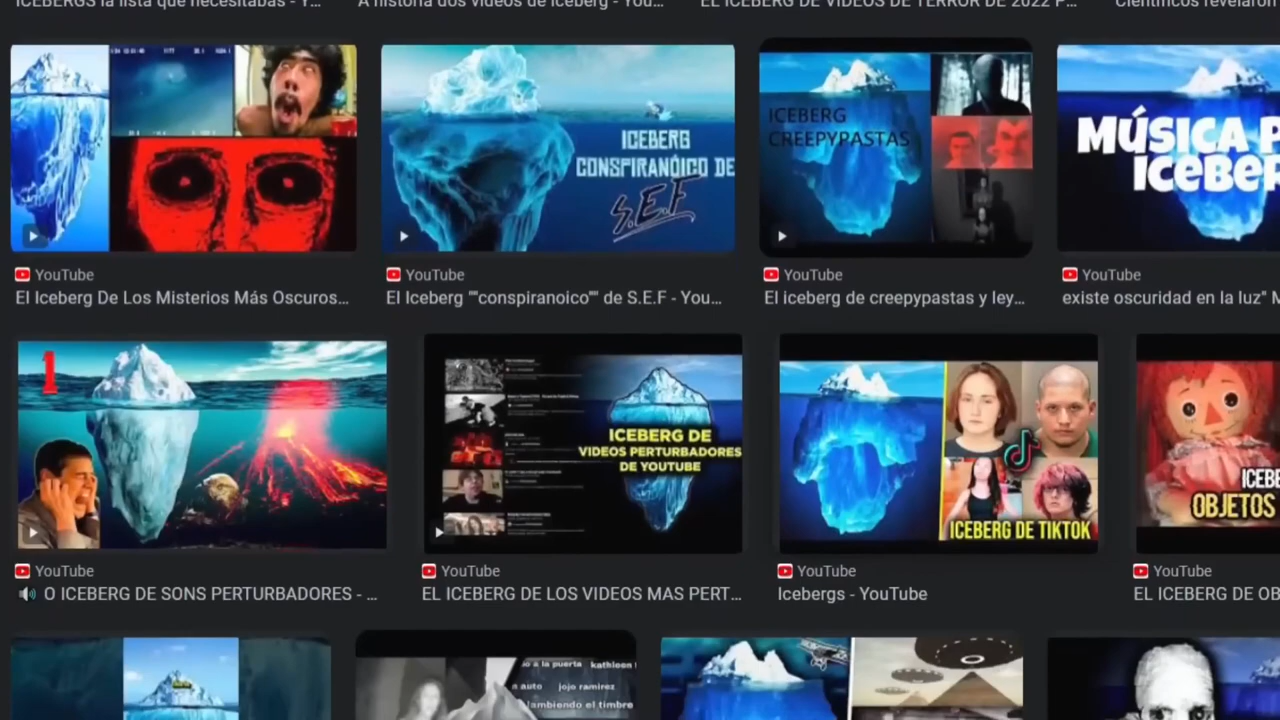 ICEBERGS la lista que necesitabas - Y...
A historia dos vídeos de Iceberg - You...
EL ICEBERG DE VIDEOS DE TERROR DE 2022 P...
Científicos revelaron
ICEBERG
CONSPIRANÓICO DE
S.E.F
ICEBERG
CREEPYPASTAS
MÚSICA P
ICEBER
YouTube
YouTube
YouTube
YouTube
El Iceberg De Los Misterios Más Oscuros...
El Iceberg ""conspiranoico"" de S.E.F - You...
El iceberg de creepypastas y ley...
existe oscuridad en la luz" M
1
ICEBERG DE
VIDEOS PERTURBADORES
DE YOUTUBE
ICEBERG DE TIKTOK
ICEBE
OBJETOS
YouTube
YouTube
YouTube
YouTube
O ICEBERG DE SONS PERTURBADORES - ...
EL ICEBERG DE LOS VIDEOS MAS PERT...
Icebergs - YouTube
EL ICEBERG DE OB
o a la puerta kathleen
n auto jojo ramirez
lambiendo el timbre